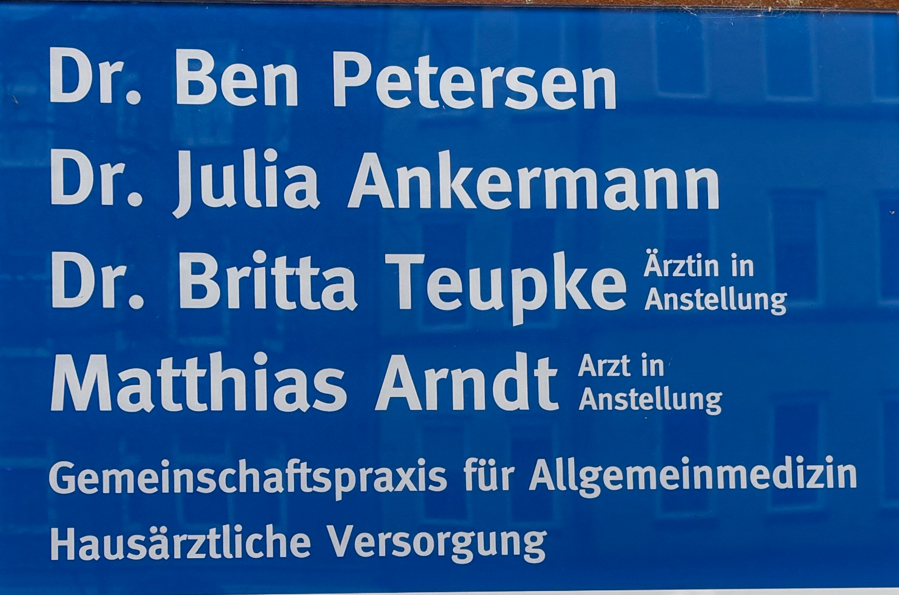 Dr. Ben Petersen
Dr. Julia Ankermann
Dr. Britta Teupke Ärztin in
Anstellung
Matthias Arndt Arzt in
Anstellung
Gemeinschaftspraxis für Allgemeinmedizin
Hausärztliche Versorgung